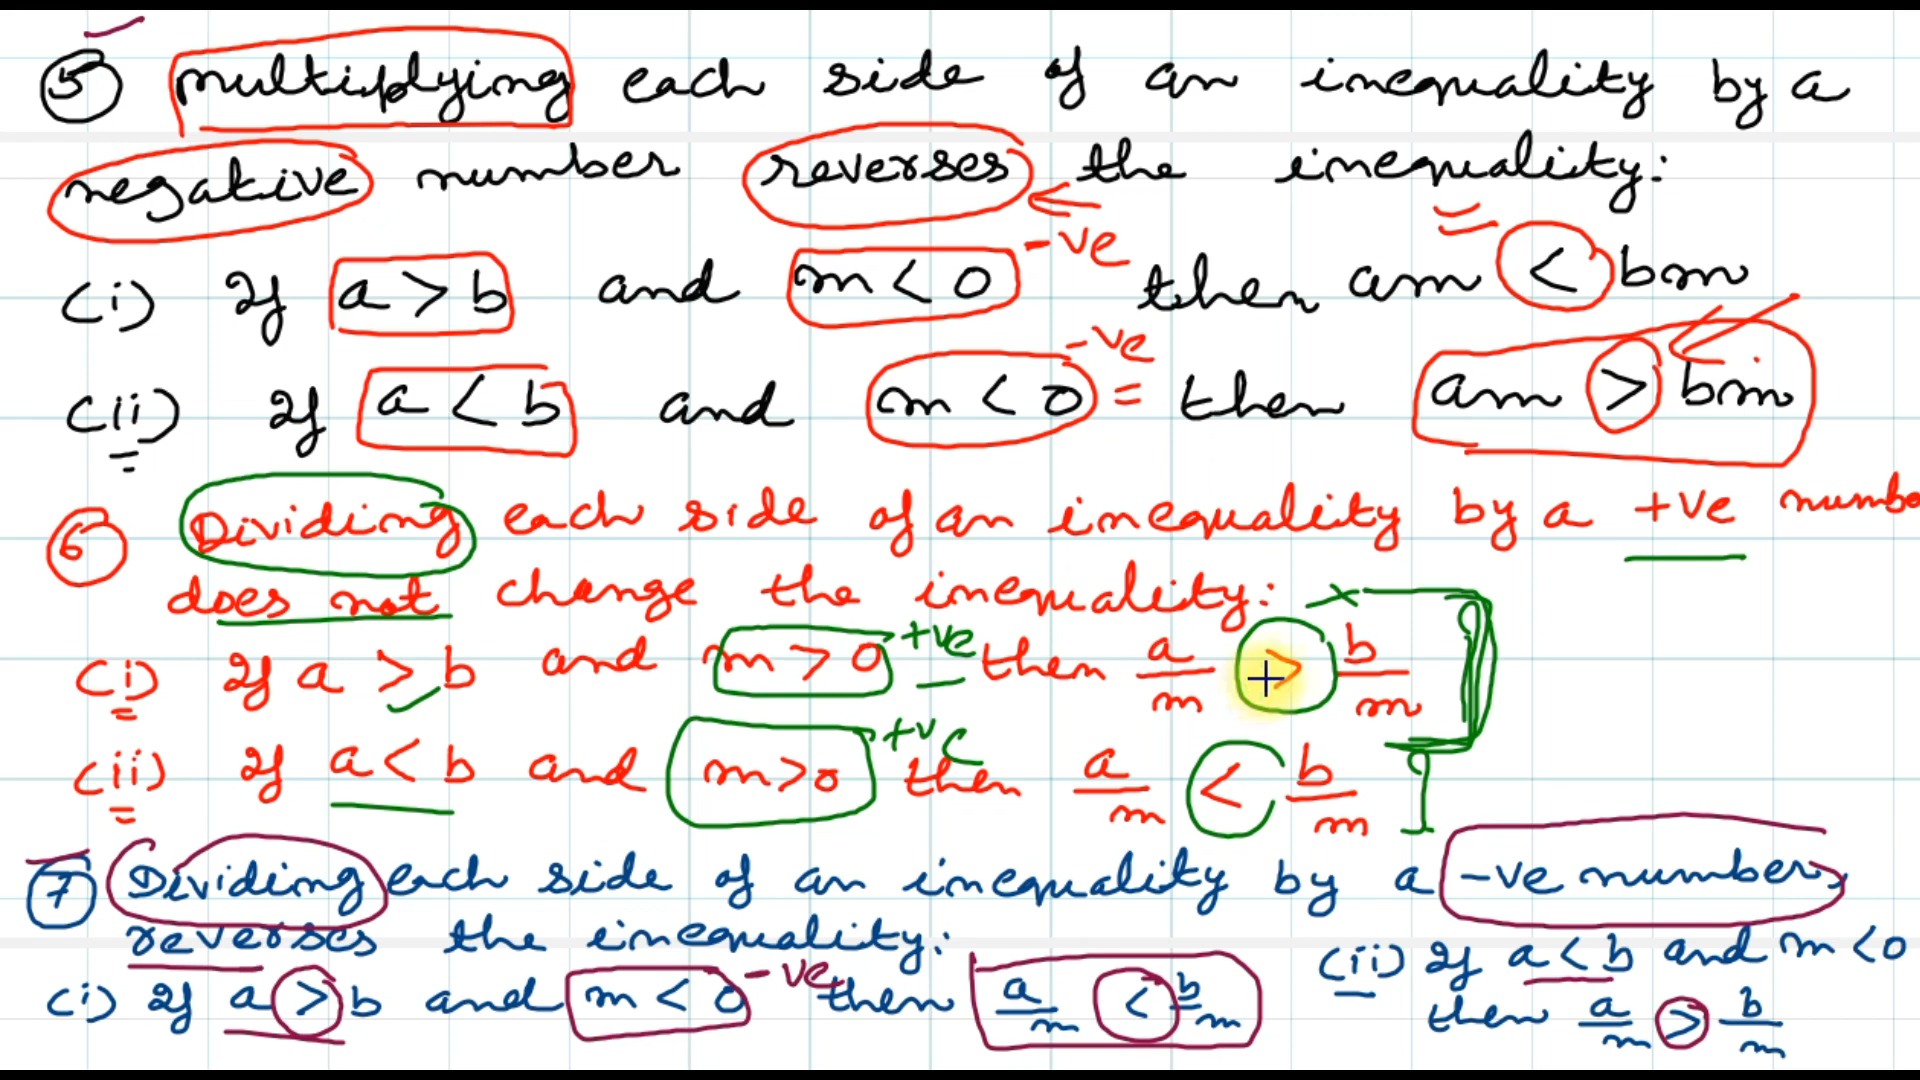 5 multiplying each side of an inequality by a
negative number reverses the inequality:
-ve
(i) If a > b and m < 0 then am < bm
-ve
(ii) If a < b and m < 0 = then am > bm
6 Dividing each side of an inequality by a +ve numbe
does not change the inequality:
(i) If a > b and m > 0 +ve then a/m > b/m
(ii) If a < b and m > 0 +ve then a/m < b/m
7 Dividing each side of an inequality by a -ve number,
reverses the inequality:
(i) If a > b and m < 0 -ve then a/m < b/m
(ii) If a < b and m < 0
then a/m > b/m